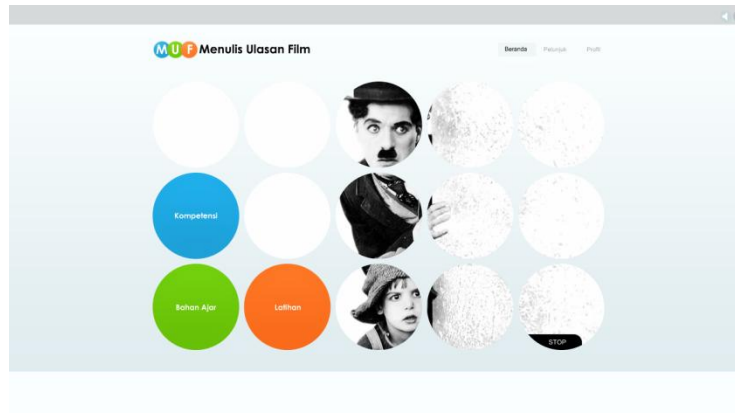 MUF Menulis Ulasan Film
Beranda Petunjuk Profil
Kompetensi
Bahan Ajar
Latihan
STOP